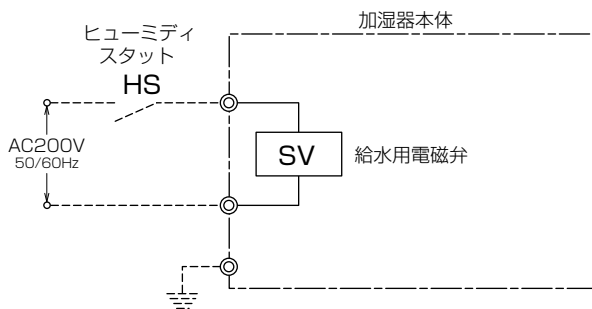 加湿器本体
ヒューミディ
スタット
HS
AC200V
50/60Hz
SV
給水用電磁弁